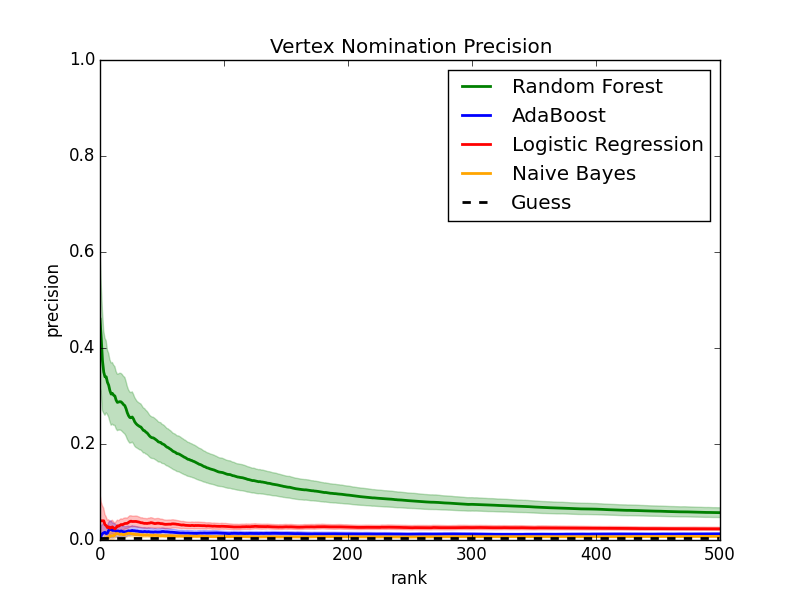 Vertex Nomination Precision
1.0
0.8
0.6
0.4
0.2
0.0
precision
Random Forest
AdaBoost
Logistic Regression
Naive Bayes
Guess
0 100 200 300 400 500
rank